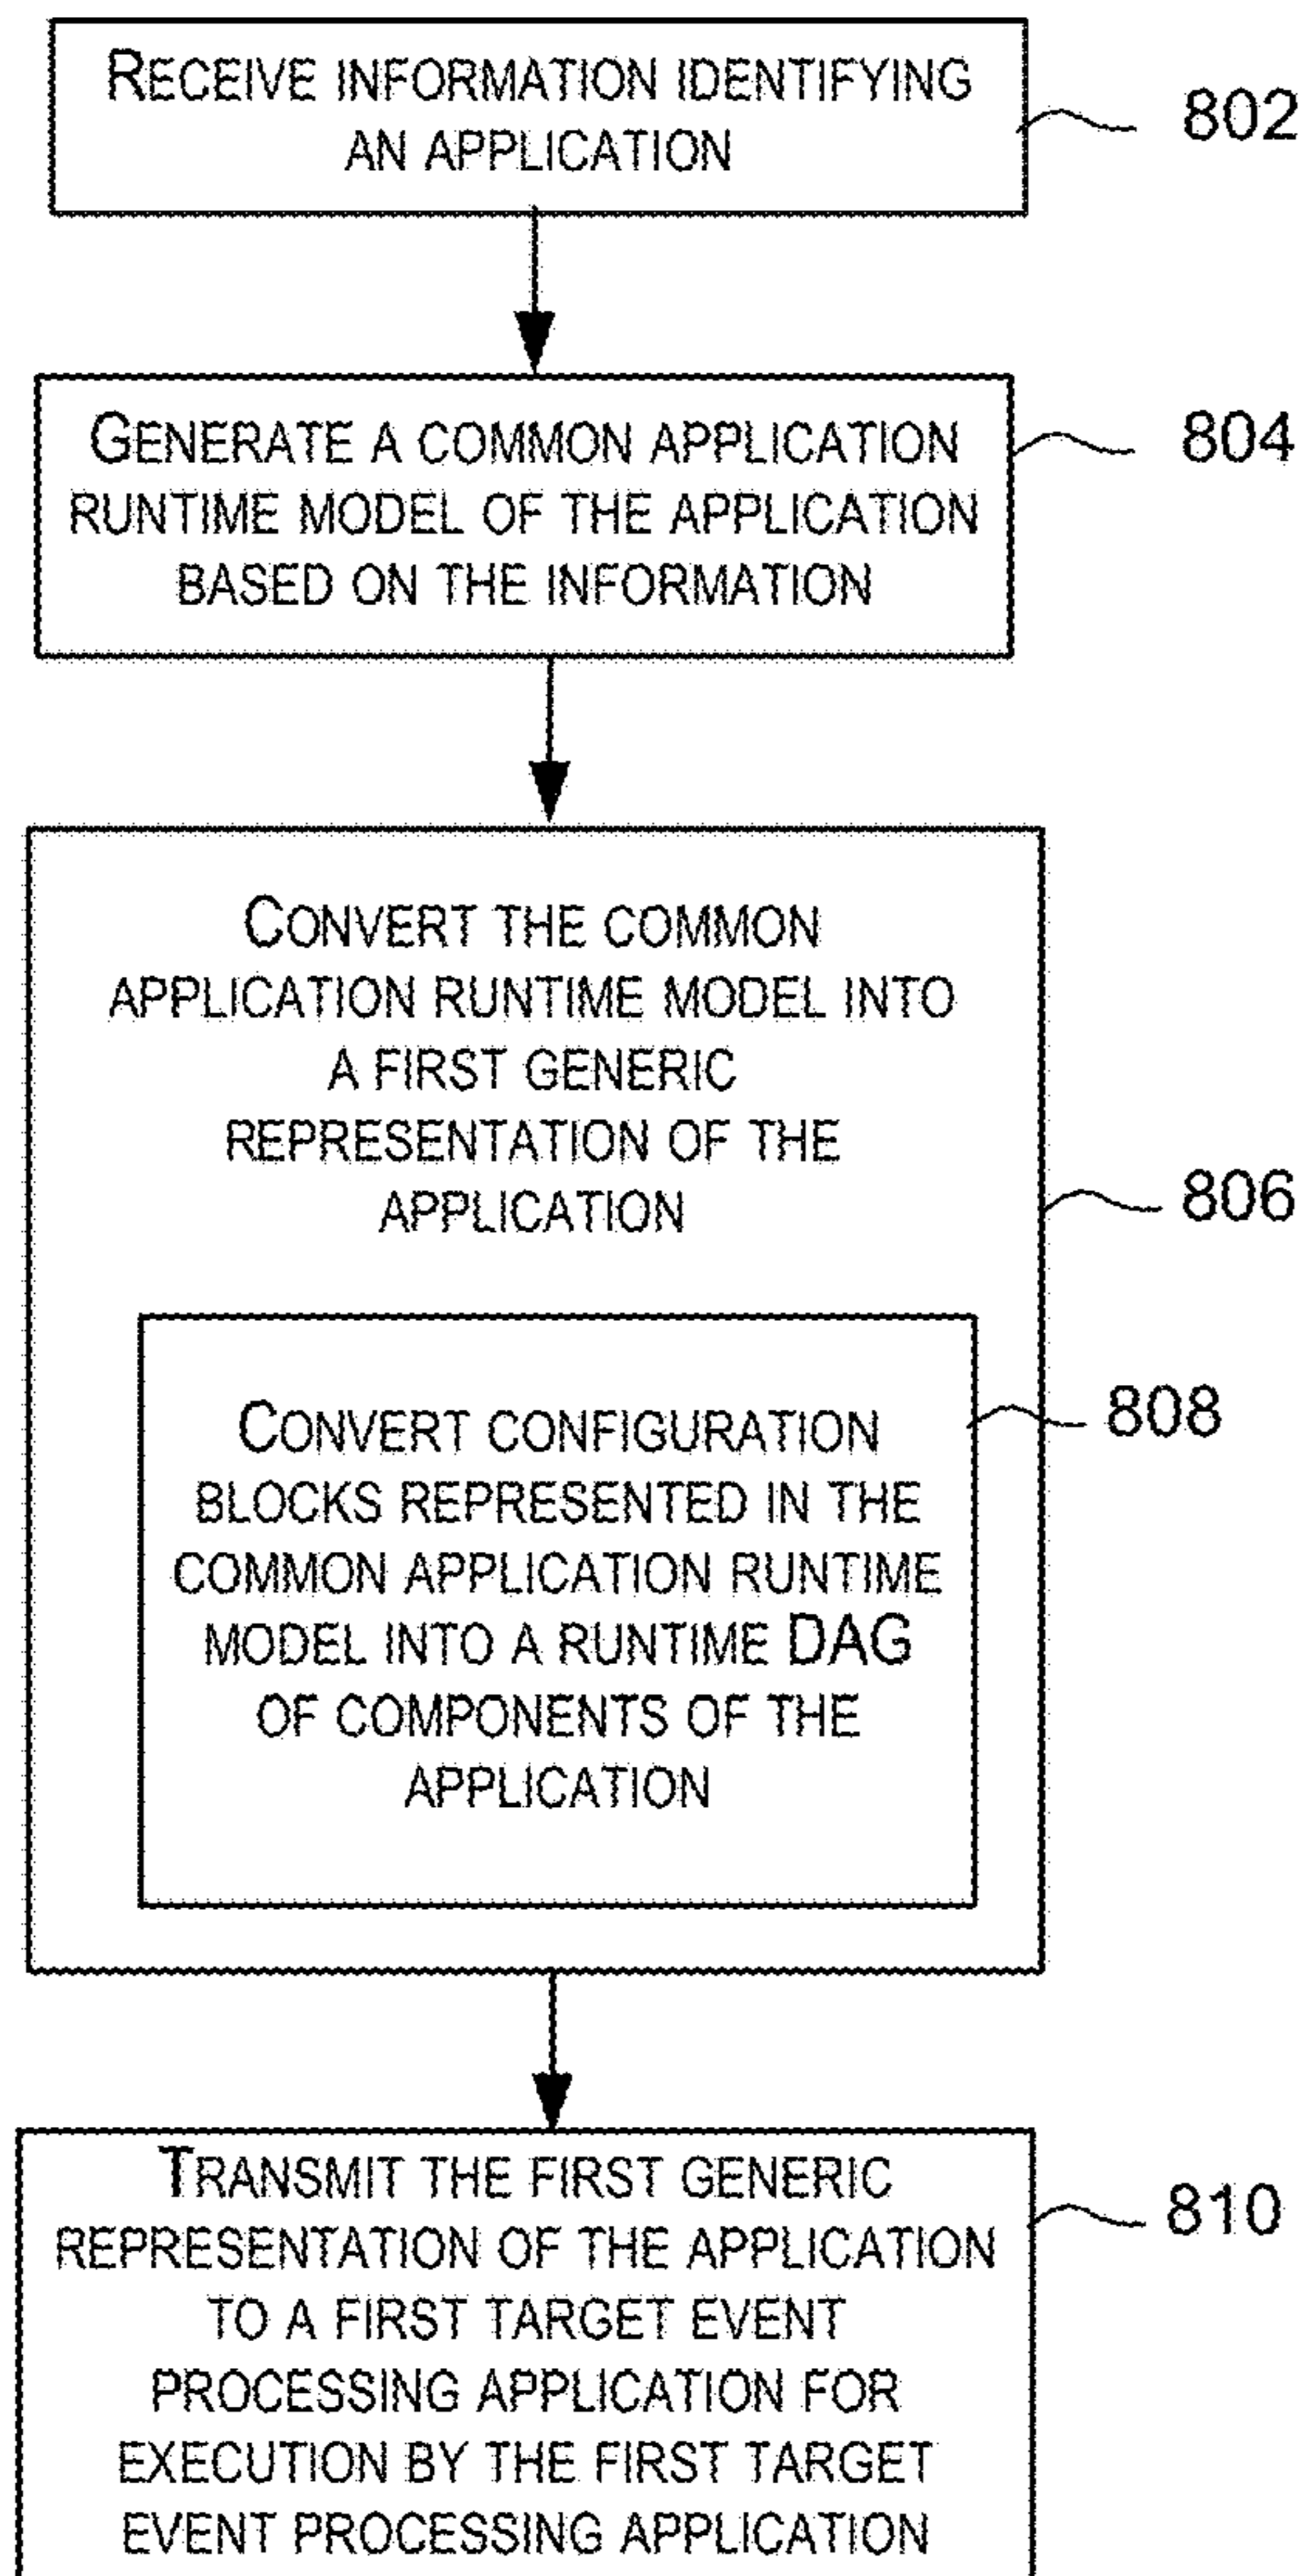 RECEIVE INFORMATION IDENTIFYING
AN APPLICATION
802
GENERATE A COMMON APPLICATION
RUNTIME MODEL OF THE APPLICATION
BASED ON THE INFORMATION
804
CONVERT THE COMMON
APPLICATION RUNTIME MODEL INTO
A FIRST GENERIC
REPRESENTATION OF THE
APPLICATION
806
CONVERT CONFIGURATION
BLOCKS REPRESENTED IN THE
COMMON APPLICATION RUNTIME
MODEL INTO A RUNTIME DAG
OF COMPONENTS OF THE
APPLICATION
808
TRANSMIT THE FIRST GENERIC
REPRESENTATION OF THE APPLICATION
TO A FIRST TARGET EVENT
PROCESSING APPLICATION FOR
EXECUTION BY THE FIRST TARGET
EVENT PROCESSING APPLICATION
810